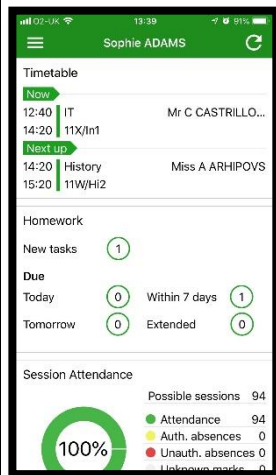 O2-UK 13:39 91%
Sophie ADAMS
Timetable
Now
12:40 IT Mr C CASTRILLO...
14:20 11X/In1
Next up
14:20 History Miss A ARHIPOVS
15:20 11W/Hi2
Homework
New tasks 1
Due
Today 0 Within 7 days 1
Tomorrow 0 Extended 0
Session Attendance
Possible sessions 94
Attendance 94
Auth. absences 0
Unauth. absences 0
100%
Unknown marks 0